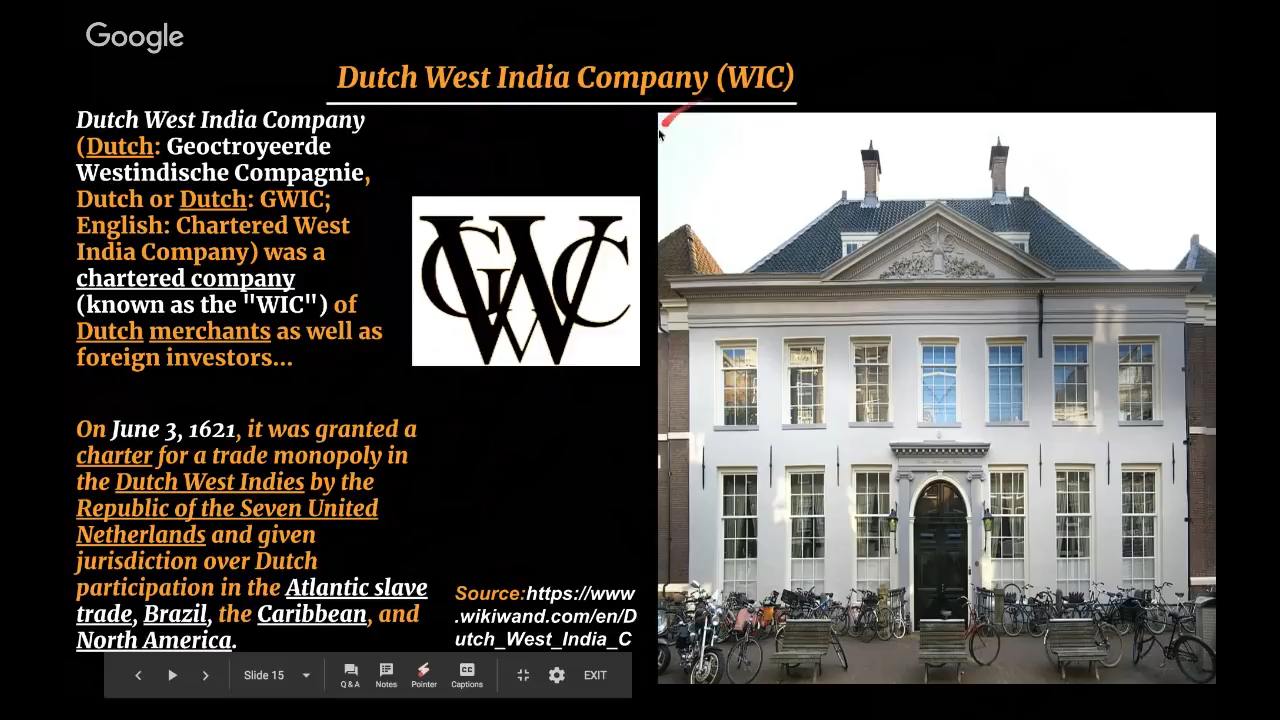 Google
Dutch West India Company (WIC)
Dutch West India Company
(Dutch: Geoctroyeerde
Westindische Compagnie,
Dutch or Dutch: GWIC;
English: Chartered West
India Company) was a
chartered company
(known as the "WIC") of
Dutch merchants as well as
foreign investors...
GWC
On June 3, 1621, it was granted a
charter for a trade monopoly in
the Dutch West Indies by the
Republic of the Seven United
Netherlands and given
jurisdiction over Dutch
participation in the Atlantic slave
trade, Brazil, the Caribbean, and
North America.
Source:https://www
.wikiwand.com/en/D
utch_West_India_C
Slide 15
Q & A
Notes
Pointer
CC
Captions
EXIT